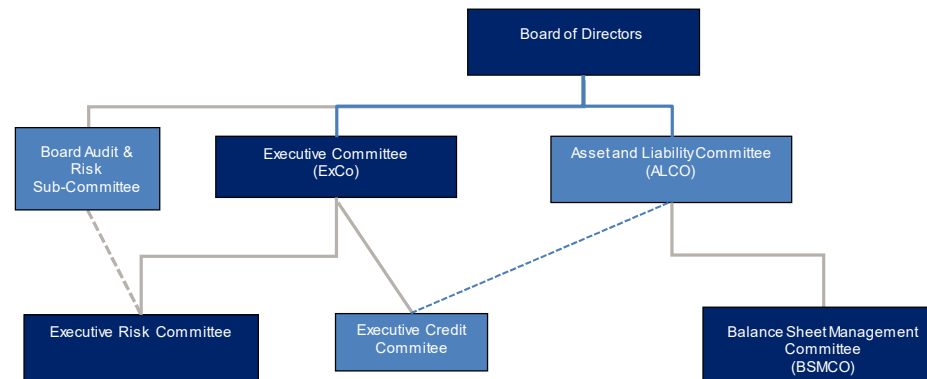 Board of Directors
Board Audit &
Risk
Sub-Committee
Executive Committee
(ExCo)
Asset and Liability Committee
(ALCO)
Executive Risk Committee
Executive Credit
Commitee
Balance Sheet Management
Committee
(BSMCO)